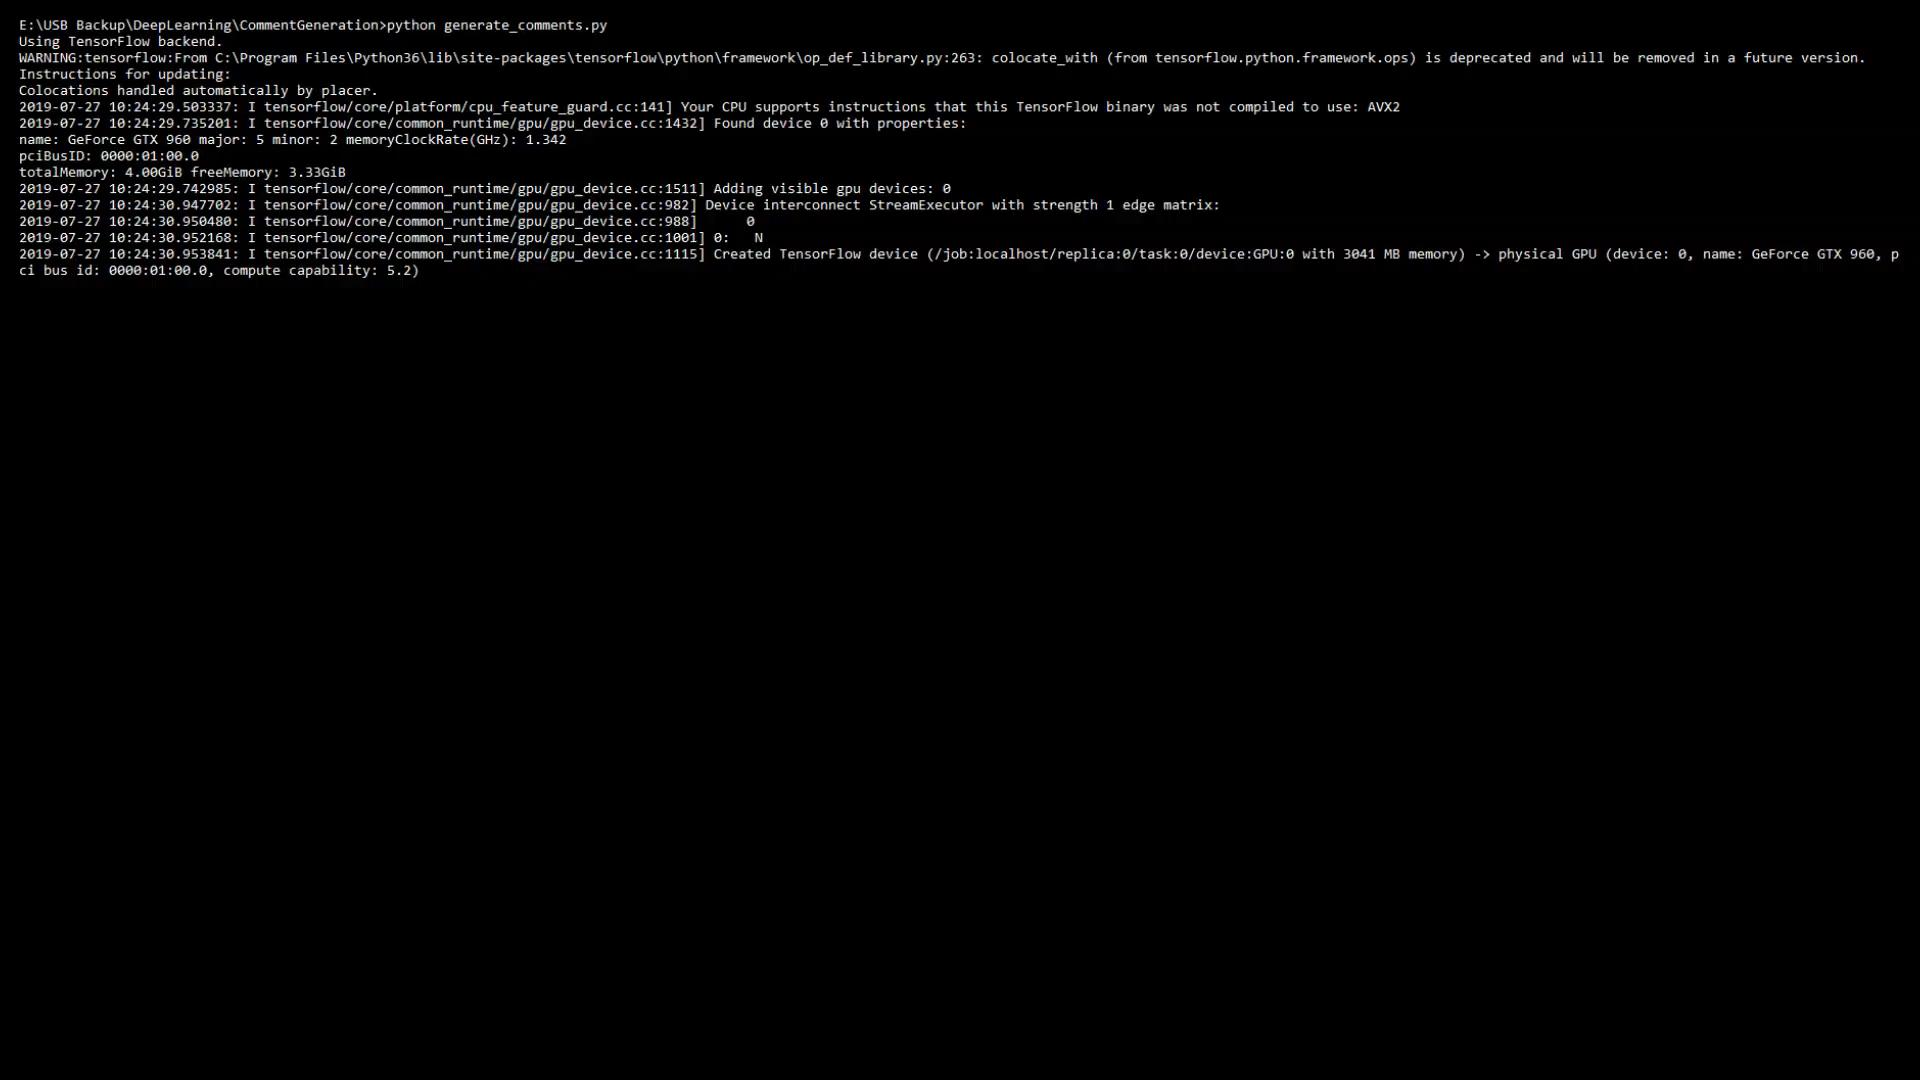 E:\USB Backup\DeepLearning\CommentGeneration>python generate_comments.py
Using TensorFlow backend.
WARNING:tensorflow:From C:\Program Files\Python36\lib\site-packages\tensorflow\python\framework\op_def_library.py:263: colocate_with (from tensorflow.python.framework.ops) is deprecated and will be removed in a future version.
Instructions for updating:
Colocations handled automatically by placer.
2019-07-27 10:24:29.503337: I tensorflow/core/platform/cpu_feature_guard.cc:141] Your CPU supports instructions that this TensorFlow binary was not compiled to use: AVX2
2019-07-27 10:24:29.735201: I tensorflow/core/common_runtime/gpu/gpu_device.cc:1432] Found device 0 with properties:
name: GeForce GTX 960 major: 5 minor: 2 memoryClockRate(GHz): 1.342
pciBusID: 0000:01:00.0
totalMemory: 4.00GiB freeMemory: 3.33GiB
2019-07-27 10:24:29.742985: I tensorflow/core/common_runtime/gpu/gpu_device.cc:1511] Adding visible gpu devices: 0
2019-07-27 10:24:30.947702: I tensorflow/core/common_runtime/gpu/gpu_device.cc:982] Device interconnect StreamExecutor with strength 1 edge matrix:
2019-07-27 10:24:30.950480: I tensorflow/core/common_runtime/gpu/gpu_device.cc:988]      0
2019-07-27 10:24:30.952168: I tensorflow/core/common_runtime/gpu/gpu_device.cc:1001] 0:   N
2019-07-27 10:24:30.953841: I tensorflow/core/common_runtime/gpu/gpu_device.cc:1115] Created TensorFlow device (/job:localhost/replica:0/task:0/device:GPU:0 with 3041 MB memory) -> physical GPU (device: 0, name: GeForce GTX 960, p
ci bus id: 0000:01:00.0, compute capability: 5.2)